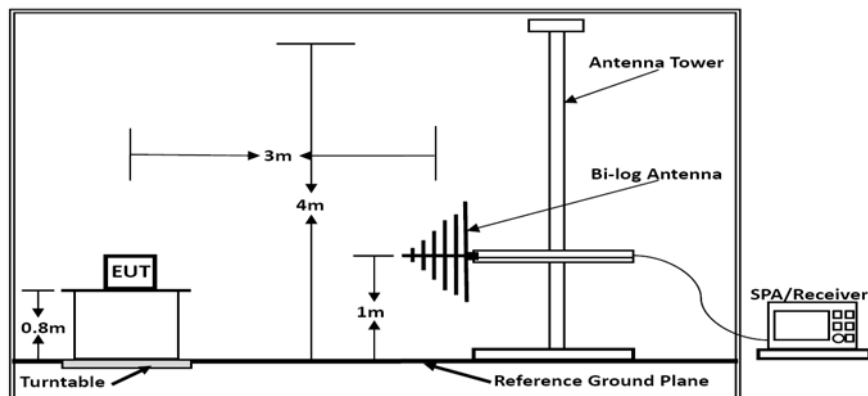 Antenna Tower
3m
Bi-log Antenna
4m
EUT
SPA/Receiver
1m
0.8m
Turntable
Reference Ground Plane